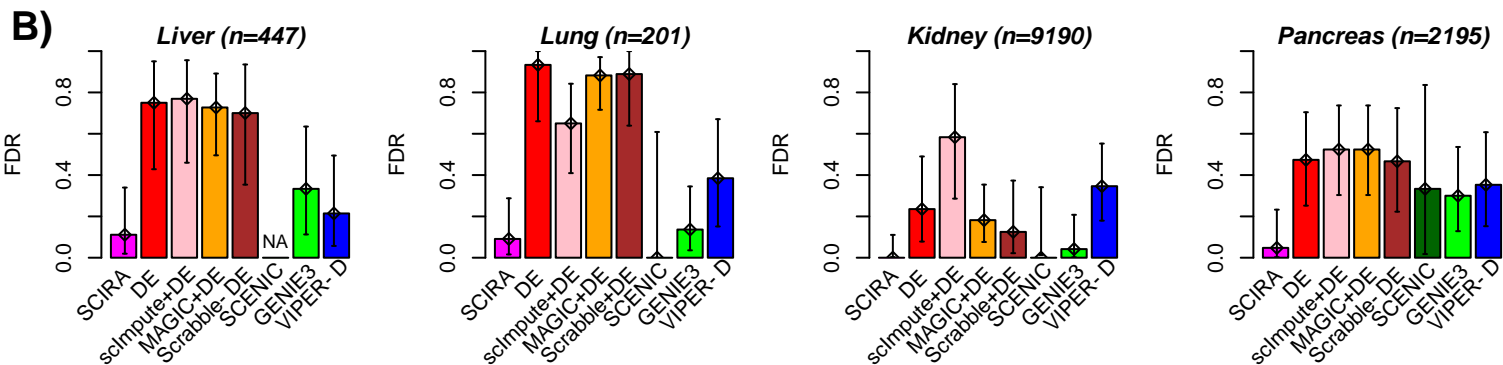 B)
Liver (n=447)
FDR
0.0 0.4 0.8
NA
SCIRA
DE
scImpute+DE
MAGIC+DE
Scrabble- DE
SCENIC
GENIE3
VIPER- D
Lung (n=201)
FDR
0.0 0.4 0.8
SCIRA
DE
scImpute+DE
MAGIC+DE
Scrabble+DE
SCENIC
GENIE3
VIPER- D
Kidney (n=9190)
FDR
0.0 0.4 0.8
SCIRA
DE
scImpute+DE
MAGIC+DE
Scrabble+DE
SCENIC
GENIE3
VIPER- D
Pancreas (n=2195)
FDR
0.0 0.4 0.8
SCIRA
DE
scImpute+DE
MAGIC+DE
Scrabble- DE
SCENIC
GENIE3
VIPER- D